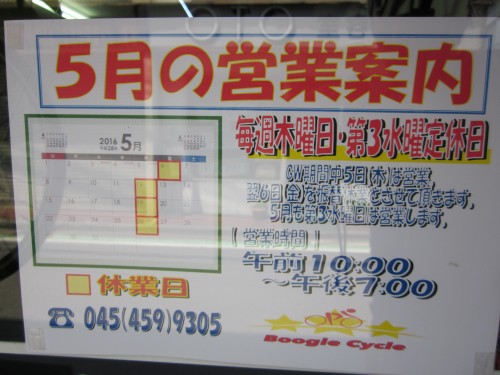 5月の営業案内
2016 5月
毎週木曜日・第3水曜定休日
GW期間中5日(木)は営業
翌6日(金)を振替休業とさせて頂きます。
5月も第3水曜日は営業します。
[営業時間]
午前10:00
～午後7:00
休業日
☎ 045(459)9305
Boogie Cycle